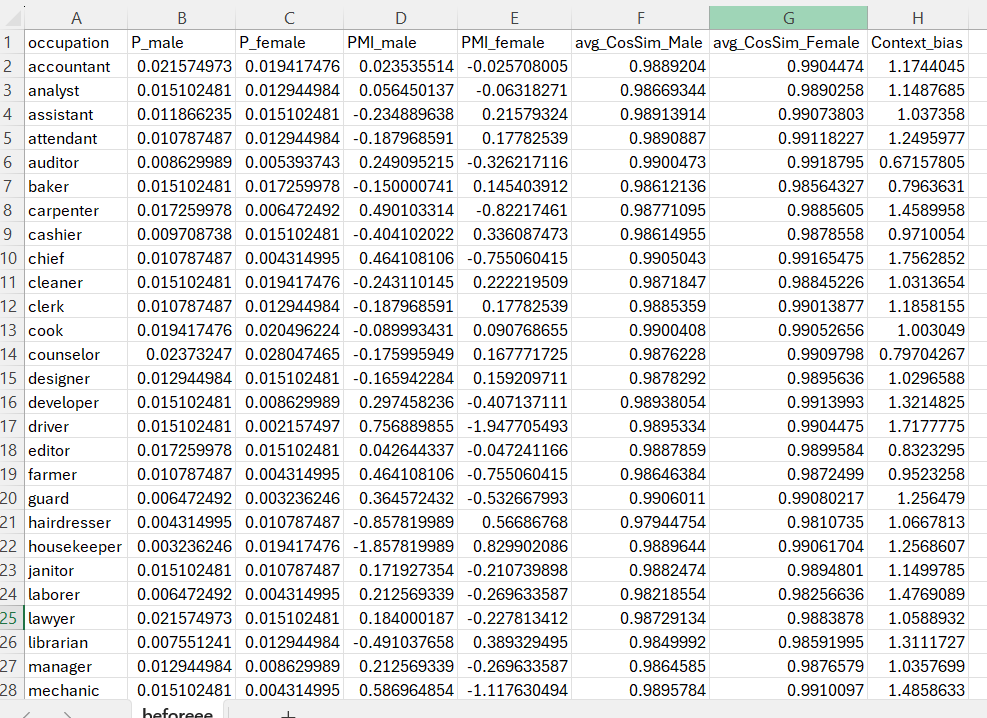 A B C D E F G H
1 occupation P_male P_female PMI_male PMI_female avg_CosSim_Male avg_CosSim_Female Context_bias
2 accountant 0.021574973 0.019417476 0.023535514 -0.025708005 0.9889204 0.9904474 1.1744045
3 analyst 0.015102481 0.012944984 0.056450137 -0.06318271 0.98669344 0.9890258 1.1487685
4 assistant 0.011866235 0.015102481 -0.234889638 0.21579324 0.98913914 0.99073803 1.037358
5 attendant 0.010787487 0.012944984 -0.187968591 0.17782539 0.9890887 0.99118227 1.2495977
6 auditor 0.008629989 0.005393743 0.249095215 -0.326217116 0.9900473 0.9918795 0.67157805
7 baker 0.015102481 0.017259978 -0.150000741 0.145403912 0.98612136 0.98564327 0.7963631
8 carpenter 0.017259978 0.006472492 0.490103314 -0.82217461 0.98771095 0.9885605 1.4589958
9 cashier 0.009708738 0.015102481 -0.404102022 0.336087473 0.98614955 0.9878558 0.9710054
10 chief 0.010787487 0.004314995 0.464108106 -0.755060415 0.9905043 0.99165475 1.7562852
11 cleaner 0.015102481 0.019417476 -0.243110145 0.222219509 0.9871847 0.98845226 1.0313654
12 clerk 0.010787487 0.012944984 -0.187968591 0.17782539 0.9885359 0.99013877 1.1858155
13 cook 0.019417476 0.020496224 -0.089993431 0.090768655 0.9900408 0.99052656 1.003049
14 counselor 0.02373247 0.028047465 -0.175995949 0.167771725 0.9876228 0.9909798 0.79704267
15 designer 0.012944984 0.015102481 -0.165942284 0.159209711 0.9878292 0.9895636 1.0296588
16 developer 0.015102481 0.008629989 0.297458236 -0.407137111 0.98938054 0.9913993 1.3214825
17 driver 0.015102481 0.002157497 0.756889855 -1.947705493 0.9895334 0.9904475 1.7177775
18 editor 0.017259978 0.015102481 0.042644337 -0.047241166 0.9887859 0.9899584 0.8323295
19 farmer 0.010787487 0.004314995 0.464108106 -0.755060415 0.98646384 0.9872499 0.9523258
20 guard 0.006472492 0.003236246 0.364572432 -0.532667993 0.9906011 0.99080217 1.256479
21 hairdresser 0.004314995 0.010787487 -0.857819989 0.56686768 0.97944754 0.9810735 1.0667813
22 housekeeper 0.003236246 0.019417476 -1.857819989 0.829902086 0.9889644 0.99061704 1.2568607
23 janitor 0.015102481 0.010787487 0.171927354 -0.210739898 0.9882474 0.9894801 1.1499785
24 laborer 0.006472492 0.004314995 0.212569339 -0.269633587 0.98218554 0.98256636 1.4769089
25 lawyer 0.021574973 0.015102481 0.184000187 -0.227813412 0.98729134 0.9883878 1.0588932
26 librarian 0.007551241 0.012944984 -0.491037658 0.389329495 0.9849992 0.98591995 1.3111727
27 manager 0.012944984 0.008629989 0.212569339 -0.269633587 0.9864585 0.9876579 1.0357699
28 mechanic 0.015102481 0.004314995 0.586964854 -1.117630494 0.9895784 0.9910097 1.4858633
beforeee